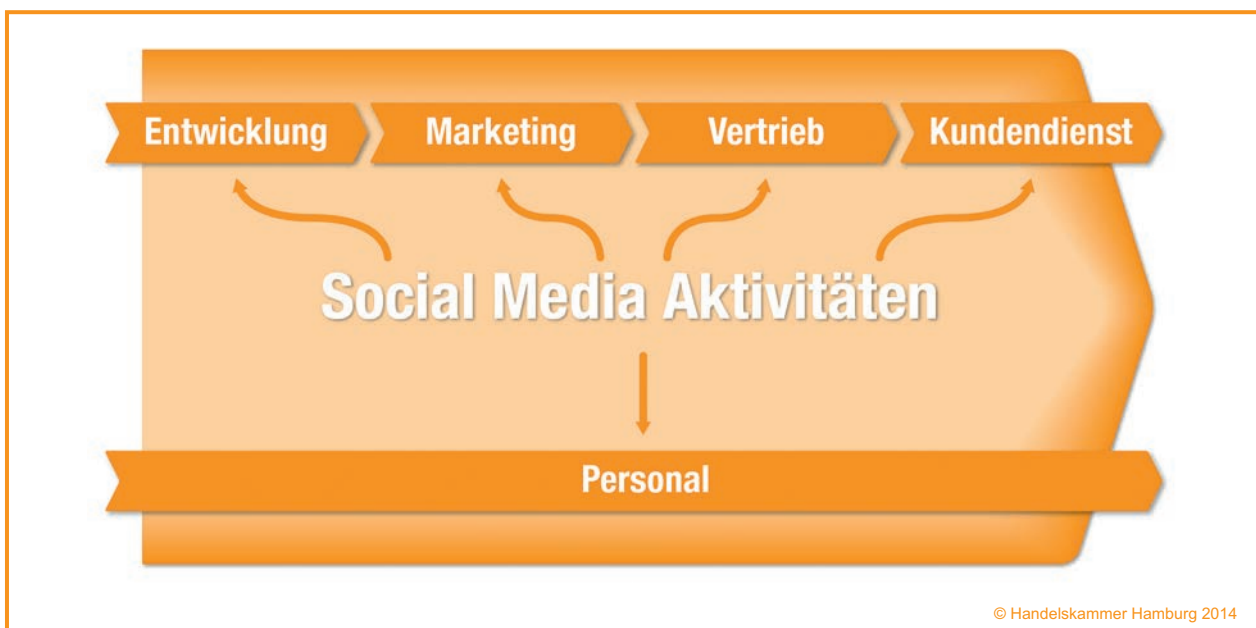 Entwicklung Marketing Vertrieb Kundendienst
Social Media Aktivitäten
Personal
© Handelskammer Hamburg 2014